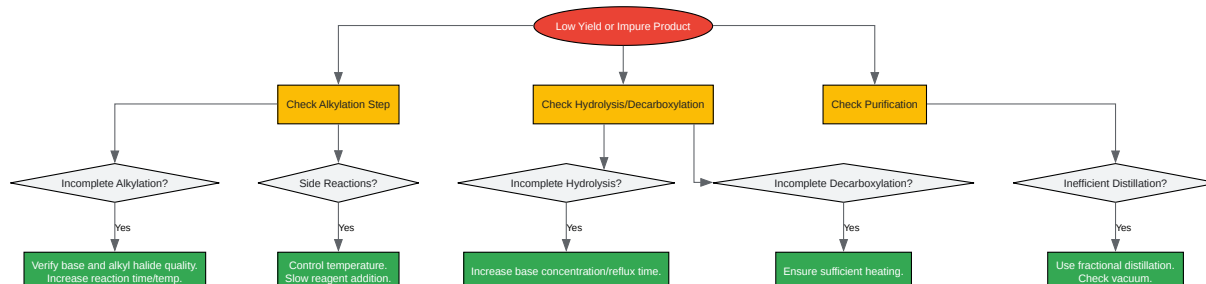 Low Yield or Impure Product
Check Alkylation Step
Check Hydrolysis/Decarboxylation
Check Purification
Incomplete Alkylation?
Side Reactions?
Incomplete Hydrolysis?
Incomplete Decarboxylation?
Inefficient Distillation?
Yes
Yes
Yes
Yes
Yes
Verify base and alkyl halide quality.
Increase reaction time/temp.
Control temperature.
Slow reagent addition.
Increase base concentration/reflux time.
Ensure sufficient heating.
Use fractional distillation.
Check vacuum.